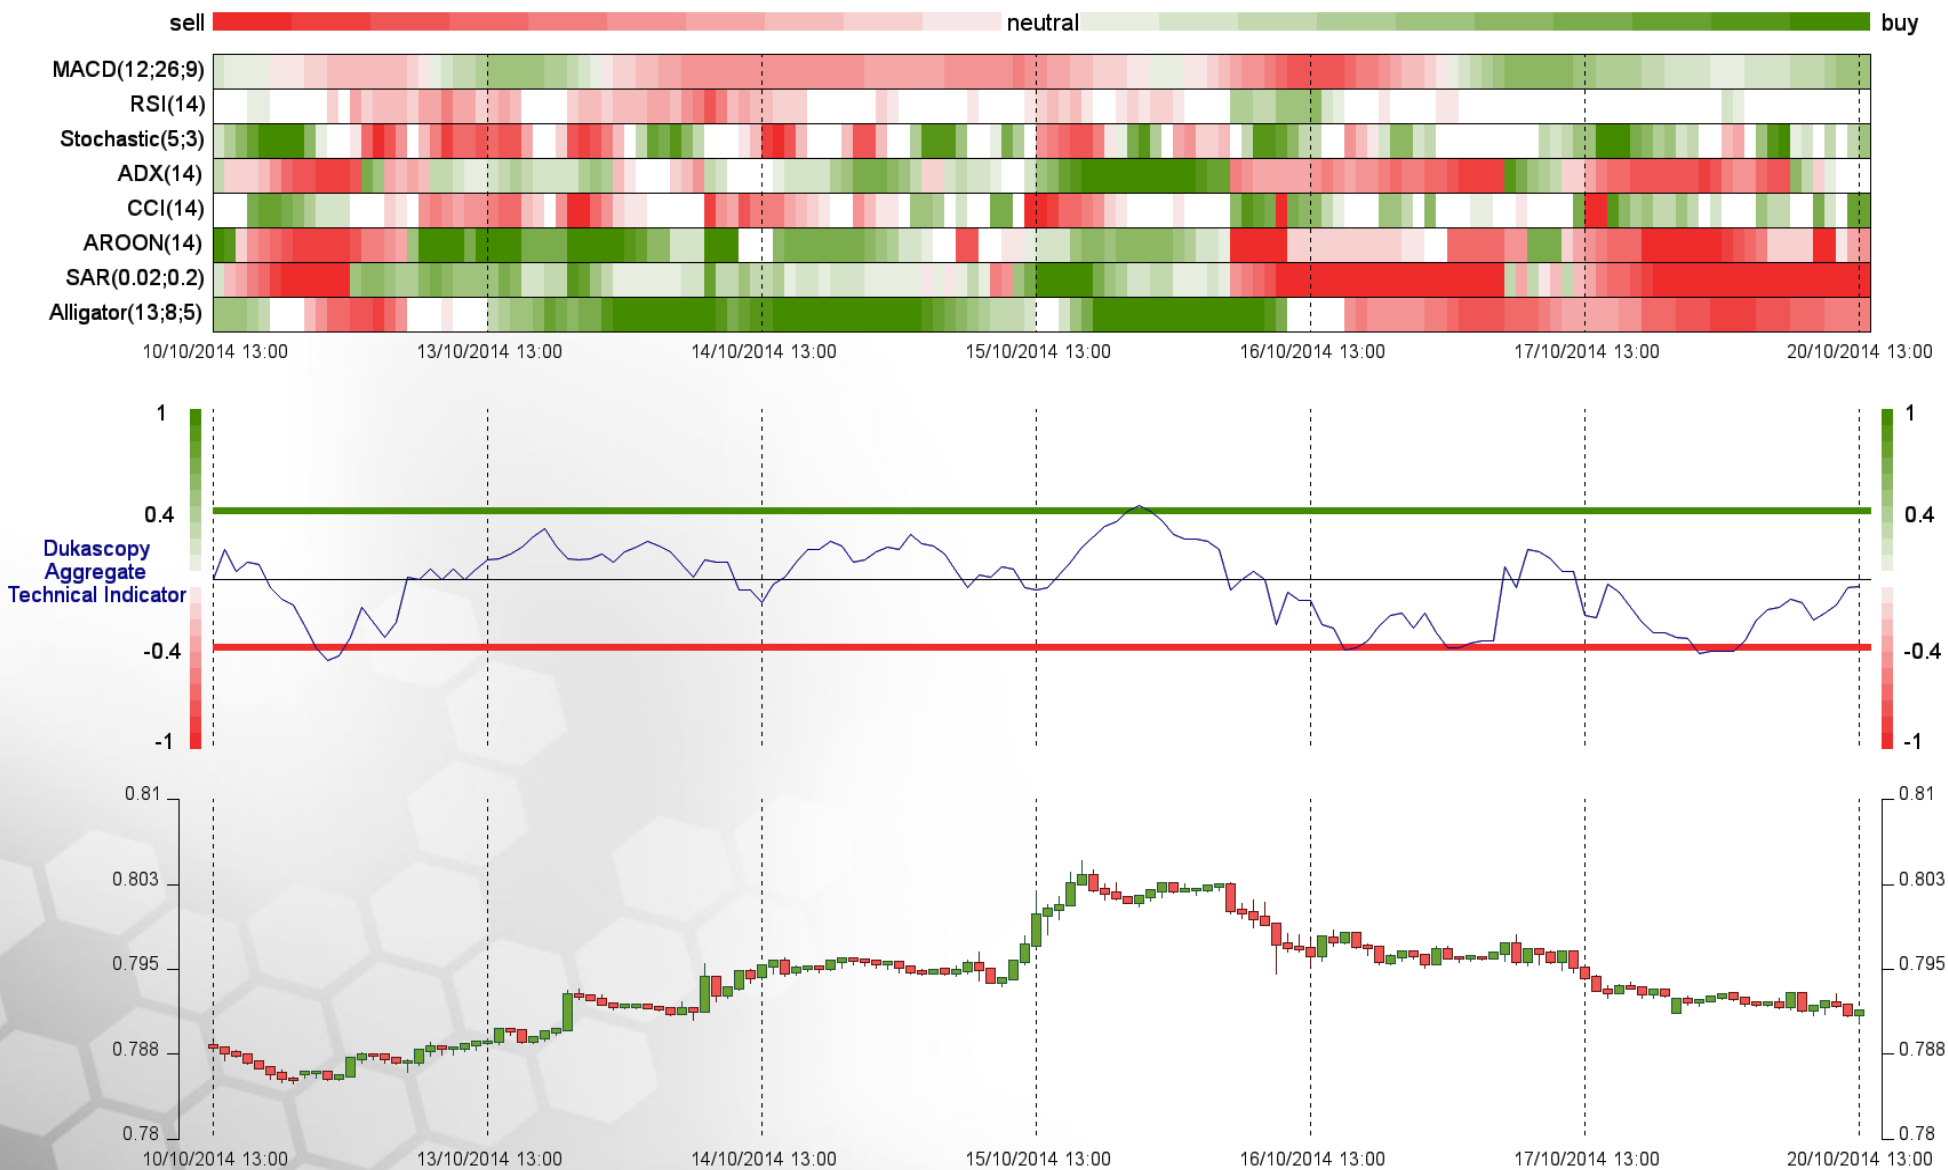 sell neutral buy
MACD(12;26;9)
RSI(14)
Stochastic(5;3)
ADX(14)
CCI(14)
AROON(14)
SAR(0.02;0.2)
Alligator(13;8;5)
10/10/2014 13:00 13/10/2014 13:00 14/10/2014 13:00 15/10/2014 13:00 16/10/2014 13:00 17/10/2014 13:00 20/10/2014 13:00
1 1
0.4 0.4
Dukascopy
Aggregate
Technical Indicator
-0.4 -0.4
-1 -1
0.81 0.81
0.803 0.803
0.795 0.795
0.788 0.788
0.78 0.78
10/10/2014 13:00 13/10/2014 13:00 14/10/2014 13:00 15/10/2014 13:00 16/10/2014 13:00 17/10/2014 13:00 20/10/2014 13:00